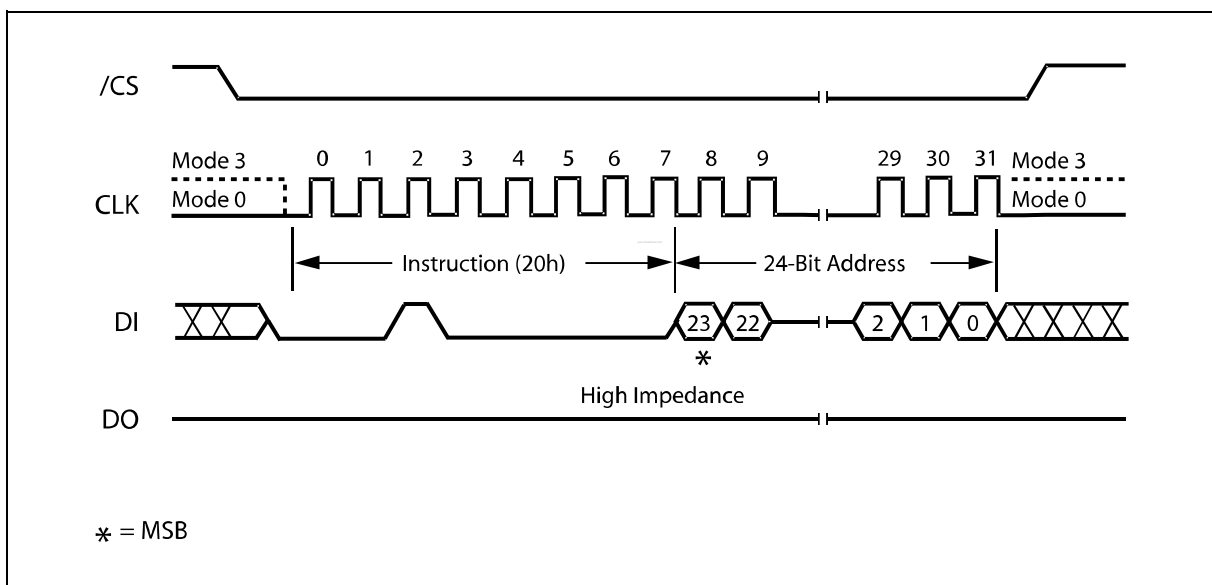 /CS
Mode 3 0 1 2 3 4 5 6 7 8 9 29 30 31 Mode 3
CLK Mode 0 Mode 0
Instruction (20h) 24-Bit Address
DI 23 22 2 1 0
*
High Impedance
DO
* = MSB